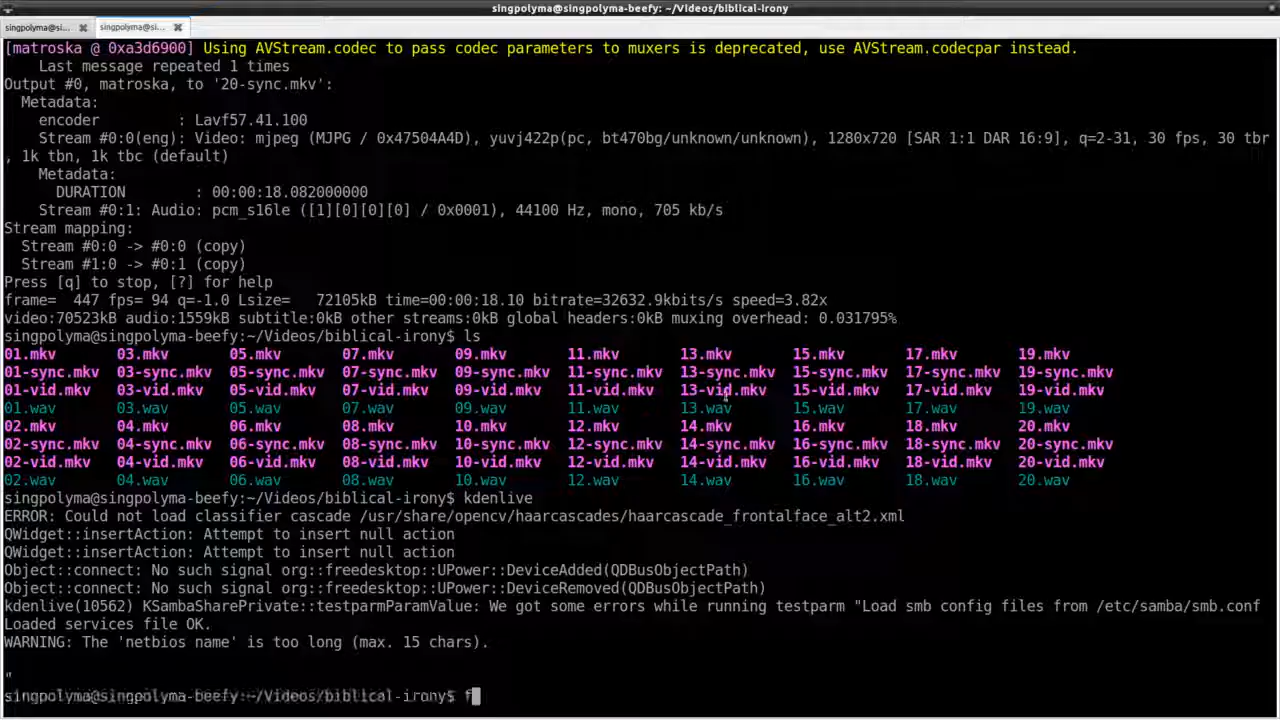 singpolyma@singpolyma-beefy: ~/Videos/biblical-irony
singpolyma@si... singpolyma@si...
[matroska @ 0xa3d6900] Using AVStream.codec to pass codec parameters to muxers is deprecated, use AVStream.codecpar instead.
Last message repeated 1 times
Output #0, matroska, to '20-sync.mkv':
Metadata:
encoder : Lavf57.41.100
Stream #0:0(eng): Video: mjpeg (MJPG / 0x47504A4D), yuvj422p(pc, bt470bg/unknown/unknown), 1280x720 [SAR 1:1 DAR 16:9], q=2-31, 30 fps, 30 tbr
, 1k tbn, 1k tbc (default)
Metadata:
DURATION : 00:00:18.082000000
Stream #0:1: Audio: pcm_s16le ([1][0][0][0] / 0x0001), 44100 Hz, mono, 705 kb/s
Stream mapping:
Stream #0:0 -> #0:0 (copy)
Stream #1:0 -> #0:1 (copy)
Press [q] to stop, [?] for help
frame= 447 fps= 94 q=-1.0 Lsize= 72105kB time=00:00:18.10 bitrate=32632.9kbits/s speed=3.82x
video:70523kB audio:1559kB subtitle:0kB other streams:0kB global headers:0kB muxing overhead: 0.031795%
singpolyma@singpolyma-beefy:~/Videos/biblical-irony$ ls
01.mkv 03.mkv 05.mkv 07.mkv 09.mkv 11.mkv 13.mkv 15.mkv 17.mkv 19.mkv
01-sync.mkv 03-sync.mkv 05-sync.mkv 07-sync.mkv 09-sync.mkv 11-sync.mkv 13-sync.mkv 15-sync.mkv 17-sync.mkv 19-sync.mkv
01-vid.mkv 03-vid.mkv 05-vid.mkv 07-vid.mkv 09-vid.mkv 11-vid.mkv 13-vid.mkv 15-vid.mkv 17-vid.mkv 19-vid.mkv
01.wav 03.wav 05.wav 07.wav 09.wav 11.wav 13.wav 15.wav 17.wav 19.wav
02.mkv 04.mkv 06.mkv 08.mkv 10.mkv 12.mkv 14.mkv 16.mkv 18.mkv 20.mkv
02-sync.mkv 04-sync.mkv 06-sync.mkv 08-sync.mkv 10-sync.mkv 12-sync.mkv 14-sync.mkv 16-sync.mkv 18-sync.mkv 20-sync.mkv
02-vid.mkv 04-vid.mkv 06-vid.mkv 08-vid.mkv 10-vid.mkv 12-vid.mkv 14-vid.mkv 16-vid.mkv 18-vid.mkv 20-vid.mkv
02.wav 04.wav 06.wav 08.wav 10.wav 12.wav 14.wav 16.wav 18.wav 20.wav
singpolyma@singpolyma-beefy:~/Videos/biblical-irony$ kdenlive
ERROR: Could not load classifier cascade /usr/share/opencv/haarcascades/haarcascade_frontalface_alt2.xml
QWidget::insertAction: Attempt to insert null action
QWidget::insertAction: Attempt to insert null action
Object::connect: No such signal org::freedesktop::UPower::DeviceAdded(QDBusObjectPath)
Object::connect: No such signal org::freedesktop::UPower::DeviceRemoved(QDBusObjectPath)
kdenlive(10562) KSambaSharePrivate::testparmParamValue: We got some errors while running testparm "Load smb config files from /etc/samba/smb.conf
Loaded services file OK.
WARNING: The 'netbios name' is too long (max. 15 chars).
"
singpolyma@singpolyma-beefy:~/Videos/biblical-irony$ f